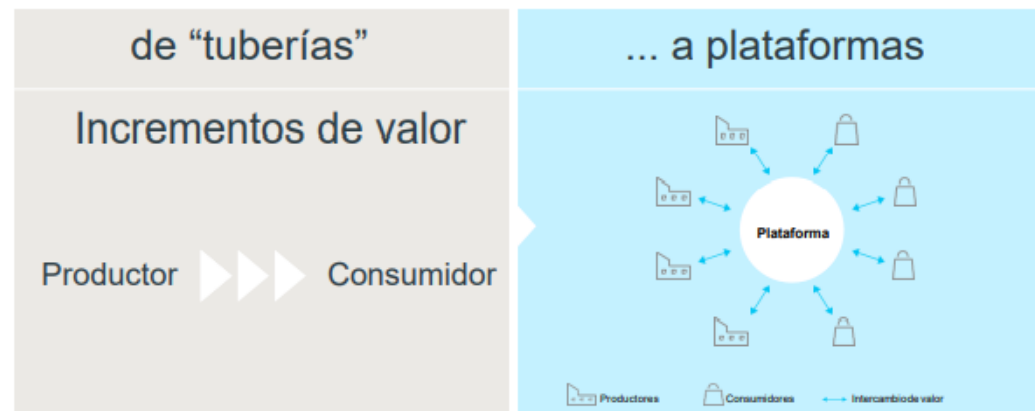 de “tuberías”
... a plataformas
Incrementos de valor
Productor
Consumidor
Plataforma
Productores
Consumidores
Intercambio de valor